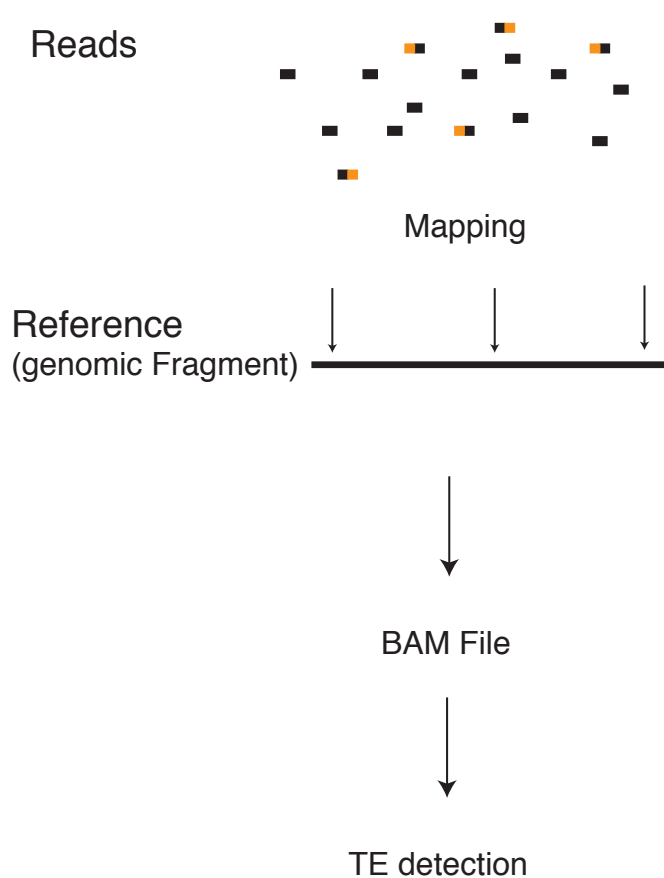 Reads
Mapping
Reference
(genomic Fragment)
BAM File
TE detection